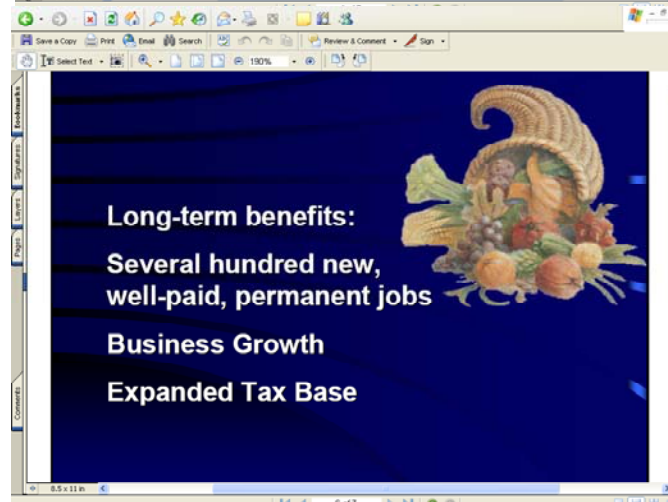 Save a Copy Print Email Search Review & Comment Sign
Select Text 190%
Bookmarks
Signatures
Layers
Pages
Comments
Long-term benefits:
Several hundred new,
well-paid, permanent jobs
Business Growth
Expanded Tax Base
8.5 x 11 in